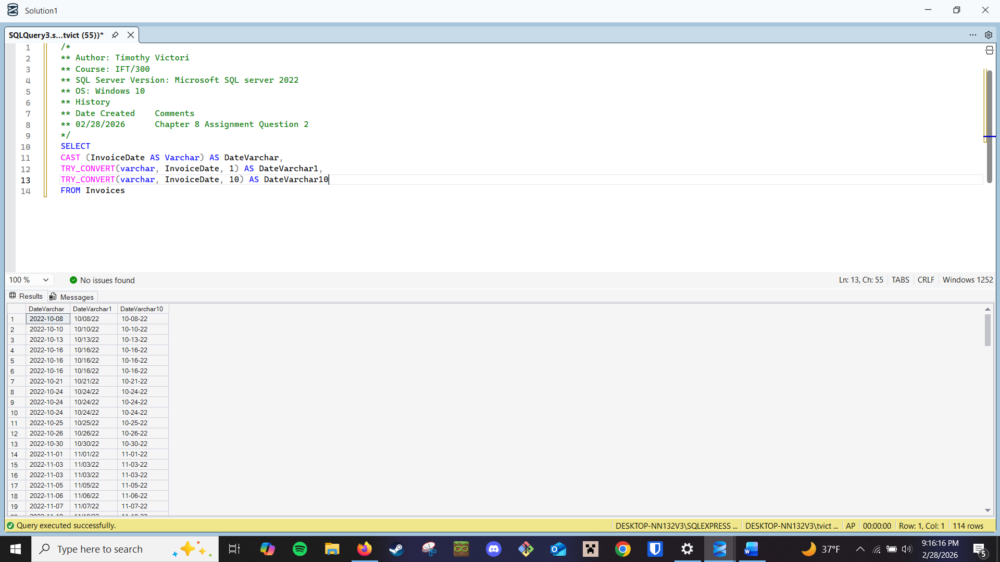 Solution1
SQLQuery3.s...tvict (55))*
1 /*
2 ** Author: Timothy Victori
3 ** Course: IFT/300
4 ** SQL Server Version: Microsoft SQL server 2022
5 ** OS: Windows 10
6 ** History
7 ** Date Created    Comments
8 ** 02/28/2026      Chapter 8 Assignment Question 2
9 */
10 SELECT
11 CAST (InvoiceDate AS Varchar) AS DateVarchar,
12 TRY_CONVERT(varchar, InvoiceDate, 1) AS DateVarchar1,
13 TRY_CONVERT(varchar, InvoiceDate, 10) AS DateVarchar10
14 FROM Invoices
100 % No issues found Ln: 13, Ch: 55 TABS CRLF Windows 1252
Results Messages
DateVarchar DateVarchar1 DateVarchar10
1 2022-10-08 10/08/22 10-08-22
2 2022-10-10 10/10/22 10-10-22
3 2022-10-13 10/13/22 10-13-22
4 2022-10-16 10/16/22 10-16-22
5 2022-10-16 10/16/22 10-16-22
6 2022-10-16 10/16/22 10-16-22
7 2022-10-21 10/21/22 10-21-22
8 2022-10-24 10/24/22 10-24-22
9 2022-10-24 10/24/22 10-24-22
10 2022-10-24 10/24/22 10-24-22
11 2022-10-25 10/25/22 10-25-22
12 2022-10-26 10/26/22 10-26-22
13 2022-10-30 10/30/22 10-30-22
14 2022-11-01 11/01/22 11-01-22
15 2022-11-03 11/03/22 11-03-22
16 2022-11-03 11/03/22 11-03-22
17 2022-11-05 11/05/22 11-05-22
18 2022-11-06 11/06/22 11-06-22
19 2022-11-07 11/07/22 11-07-22
Query executed successfully. DESKTOP-NN132V3\SQLEXPRESS ... DESKTOP-NN132V3\tvict ... AP 00:00:00 Row: 1, Col: 1 114 rows
Type here to search 37°F 9:16:16 PM
2/28/2026 5